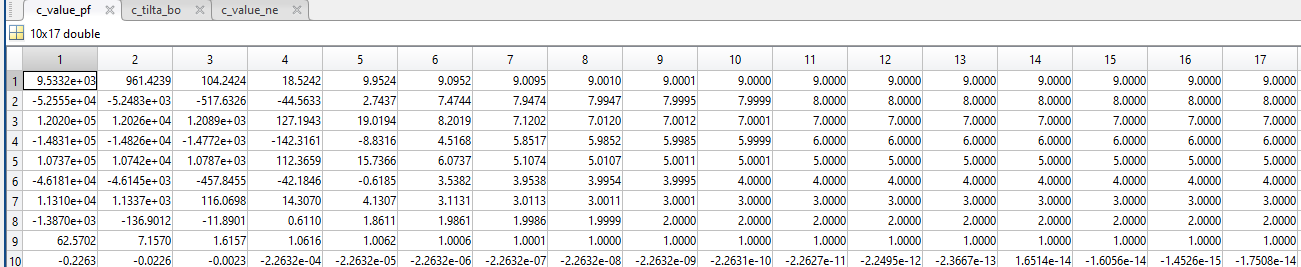 c_value_pf c_tilta_bo c_value_ne
10x17 double
1 2 3 4 5 6 7 8 9 10 11 12 13 14 15 16 17
1 9.5332e+03 961.4239 104.2424 18.5242 9.9524 9.0952 9.0095 9.0010 9.0001 9.0000 9.0000 9.0000 9.0000 9.0000 9.0000 9.0000 9.0000
2 -5.2555e+04 -5.2483e+03 -517.6326 -44.5633 2.7437 7.4744 7.9474 7.9947 7.9995 7.9999 8.0000 8.0000 8.0000 8.0000 8.0000 8.0000 8.0000
3 1.2020e+05 1.2026e+04 1.2089e+03 127.1943 19.0194 8.2019 7.1202 7.0120 7.0012 7.0001 7.0000 7.0000 7.0000 7.0000 7.0000 7.0000 7.0000
4 -1.4831e+05 -1.4826e+04 -1.4772e+03 -142.3161 -8.8316 4.5168 5.8517 5.9852 5.9985 5.9999 6.0000 6.0000 6.0000 6.0000 6.0000 6.0000 6.0000
5 1.0737e+05 1.0742e+04 1.0787e+03 112.3659 15.7366 6.0737 5.1074 5.0107 5.0011 5.0001 5.0000 5.0000 5.0000 5.0000 5.0000 5.0000 5.0000
6 -4.6181e+04 -4.6145e+03 -457.8455 -42.1846 -0.6185 3.5382 3.9538 3.9954 3.9995 4.0000 4.0000 4.0000 4.0000 4.0000 4.0000 4.0000 4.0000
7 1.1310e+04 1.1337e+03 116.0698 14.3070 4.1307 3.1131 3.0113 3.0011 3.0001 3.0000 3.0000 3.0000 3.0000 3.0000 3.0000 3.0000 3.0000
8 -1.3870e+03 -136.9012 -11.8901 0.6110 1.8611 1.9861 1.9986 1.9999 2.0000 2.0000 2.0000 2.0000 2.0000 2.0000 2.0000 2.0000 2.0000
9 62.5702 7.1570 1.6157 1.0616 1.0062 1.0006 1.0001 1.0000 1.0000 1.0000 1.0000 1.0000 1.0000 1.0000 1.0000 1.0000 1.0000
10 -0.2263 -0.0226 -0.0023 -2.2632e-04 -2.2632e-05 -2.2632e-06 -2.2632e-07 -2.2632e-08 -2.2632e-09 -2.2631e-10 -2.2627e-11 -2.2495e-12 -2.3667e-13 1.6514e-14 -1.6056e-14 -1.4526e-15 -1.7508e-14